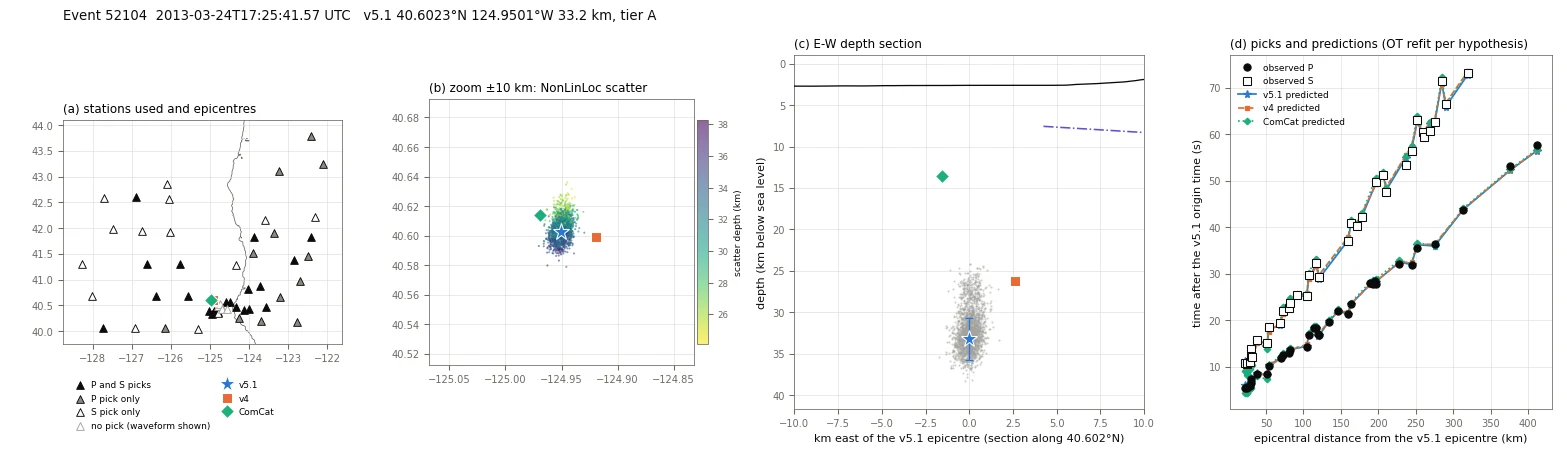 Event 52104  2013-03-24T17:25:41.57 UTC   v5.1 40.6023°N 124.9501°W 33.2 km, tier A
(a) stations used and epicentres
44.0
43.5
43.0
42.5
42.0
41.5
41.0
40.5
40.0
−128 −127 −126 −125 −124 −123 −122
P and S picks
P pick only
S pick only
no pick (waveform shown)
v5.1
v4
ComCat
(b) zoom ±10 km: NonLinLoc scatter
40.68
40.66
40.64
40.62
40.60
40.58
40.56
40.54
40.52
−125.05 −125.00 −124.95 −124.90 −124.85
38
36
34
32
30
28
26
scatter depth (km)
(c) E-W depth section
0
5
10
15
20
25
30
35
40
depth (km below sea level)
−10.0 −7.5 −5.0 −2.5 0.0 2.5 5.0 7.5 10.0
km east of the v5.1 epicentre (section along 40.602°N)
(d) picks and predictions (OT refit per hypothesis)
observed P
observed S
v5.1 predicted
v4 predicted
ComCat predicted
70
60
50
40
30
20
10
time after the v5.1 origin time (s)
50 100 150 200 250 300 350 400
epicentral distance from the v5.1 epicentre (km)